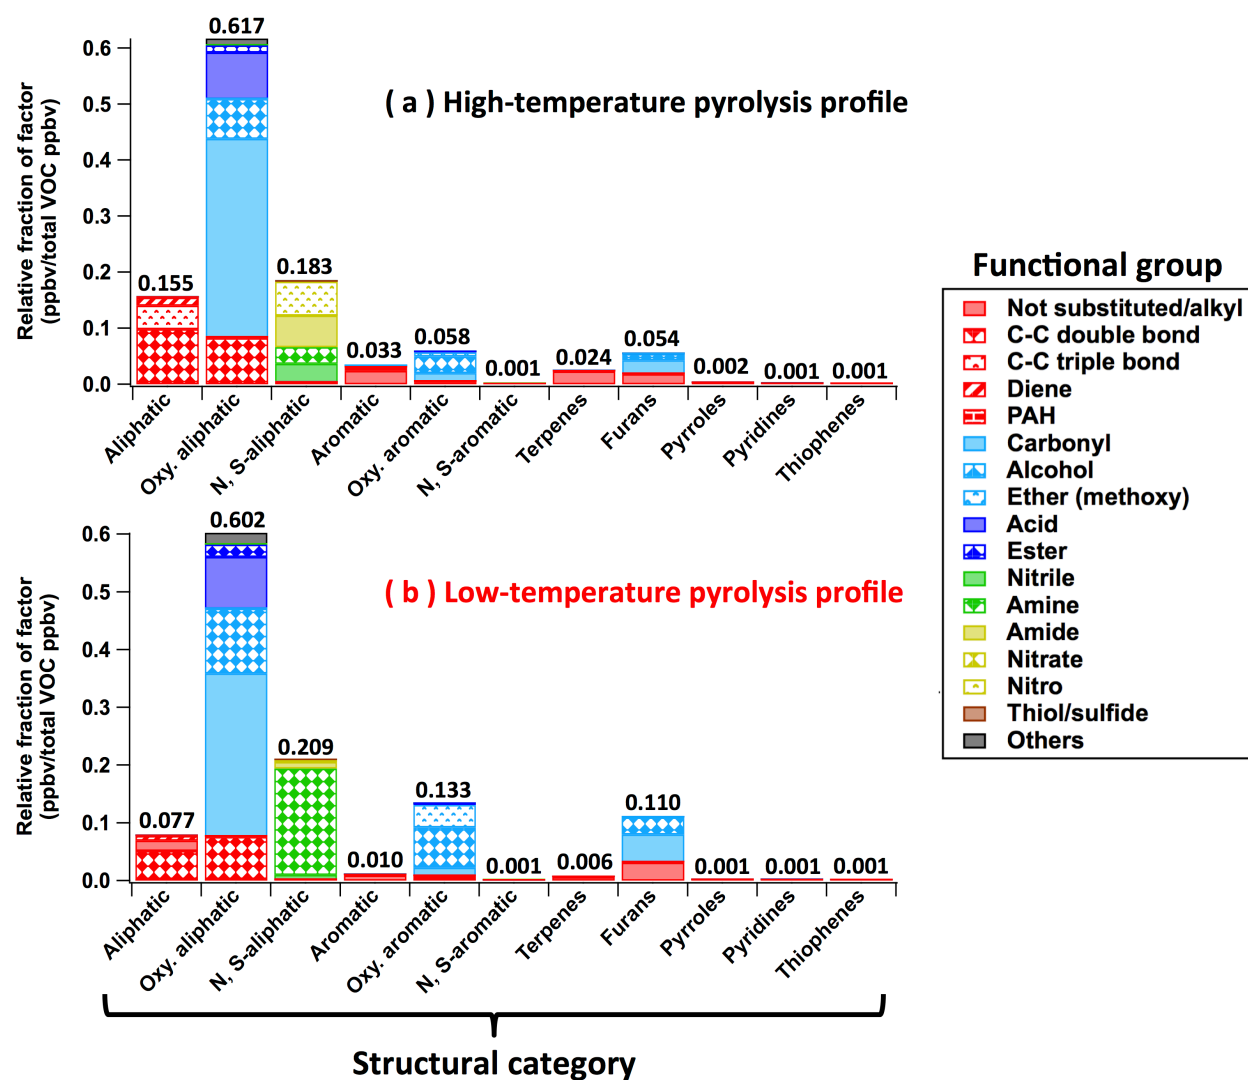 0.617
0.6
( a ) High-temperature pyrolysis profile
0.5
0.4
0.3
0.2
0.1
0.0
Relative fraction of factor
(ppbv/total VOC ppbv)
0.155
0.183
0.033
0.058
0.001
0.024
0.054
0.002
0.001
0.001
Aliphatic
Oxy. aliphatic
N, S-aliphatic
Aromatic
Oxy. aromatic
N, S-aromatic
Terpenes
Furans
Pyrroles
Pyridines
Thiophenes
Functional group
Not substituted/alkyl
C-C double bond
C-C triple bond
Diene
PAH
Carbonyl
Alcohol
Ether (methoxy)
Acid
Ester
Nitrile
Amine
Amide
Nitrate
Nitro
Thiol/sulfide
Others
0.602
0.6
( b ) Low-temperature pyrolysis profile
0.5
0.4
0.3
0.2
0.1
0.0
Relative fraction of factor
(ppbv/total VOC ppbv)
0.077
0.209
0.010
0.133
0.001
0.006
0.110
0.001
0.001
0.001
Aliphatic
Oxy. aliphatic
N, S-aliphatic
Aromatic
Oxy. aromatic
N, S-aromatic
Terpenes
Furans
Pyrroles
Pyridines
Thiophenes
Structural category